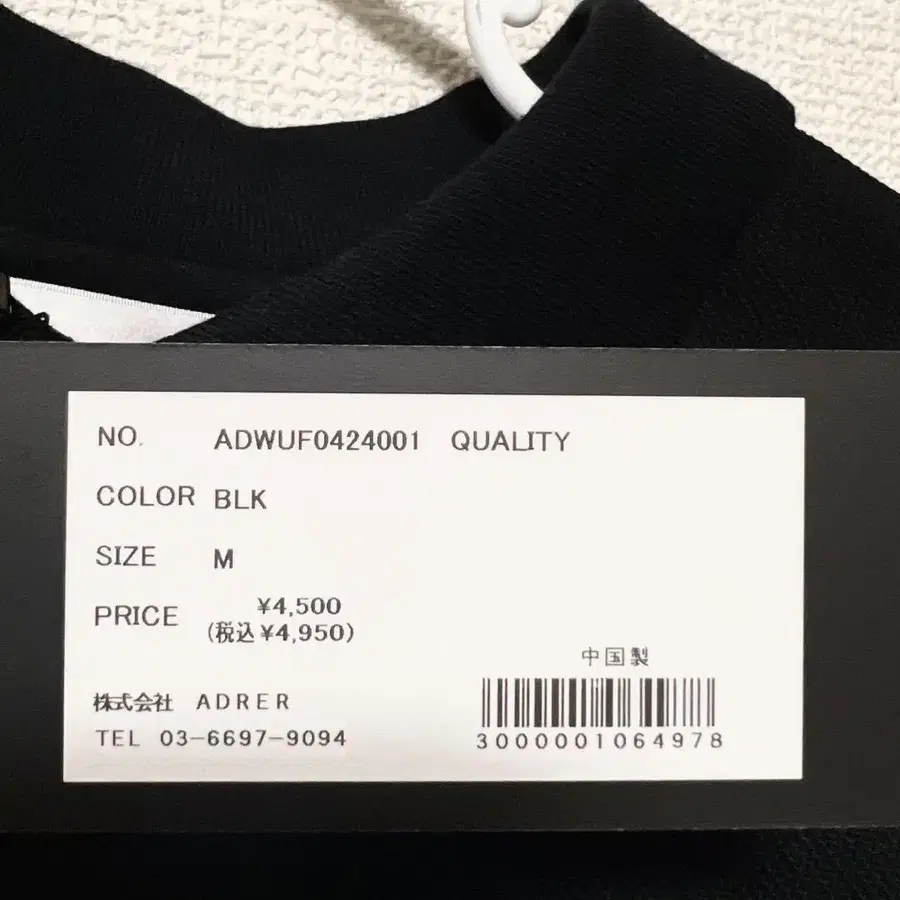 NO. ADWUF0424001 QUALITY
COLOR BLK
SIZE M
PRICE ¥4,500
(税込¥4,950)
中国製
株式会社 ADRER
TEL 03-6697-9094
3000001064978